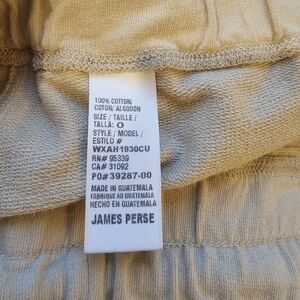 100% COTTON/
COTON/ ALGODON
SIZE / TAILLE /
TALLA: 0
STYLE / MODEL /
ESTILO #
WXAH1930CU
RN# 95339
CA# 31092
PO#39287-00
MADE IN GUATEMALA
FABRIQUE AU GUATEMALA
HECHO EN GUATEMALA
JAMES PERSE